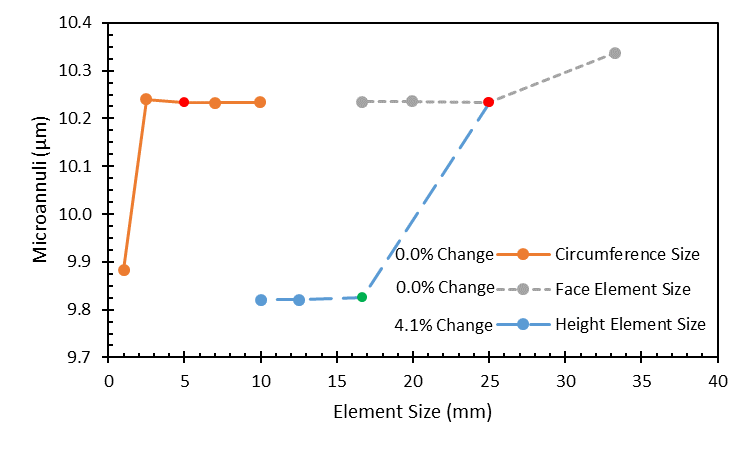 10.4
10.3
10.2
10.1
10.0
9.9
9.8
9.7
Microannuli (μm)
0.0% Change Circumference Size
0.0% Change Face Element Size
4.1% Change Height Element Size
0 5 10 15 20 25 30 35 40
Element Size (mm)